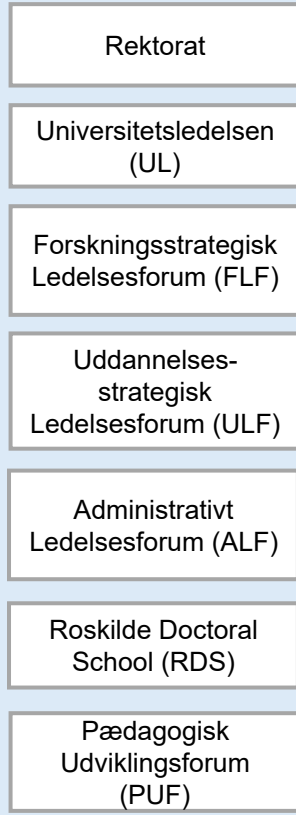 Rektorat
Universitetsledelsen
(UL)
Forskningsstrategisk
Ledelsesforum (FLF)
Uddannelses-
strategisk
Ledelsesforum (ULF)
Administrativt
Ledelsesforum (ALF)
Roskilde Doctoral
School (RDS)
Pædagogisk
Udviklingsforum
(PUF)